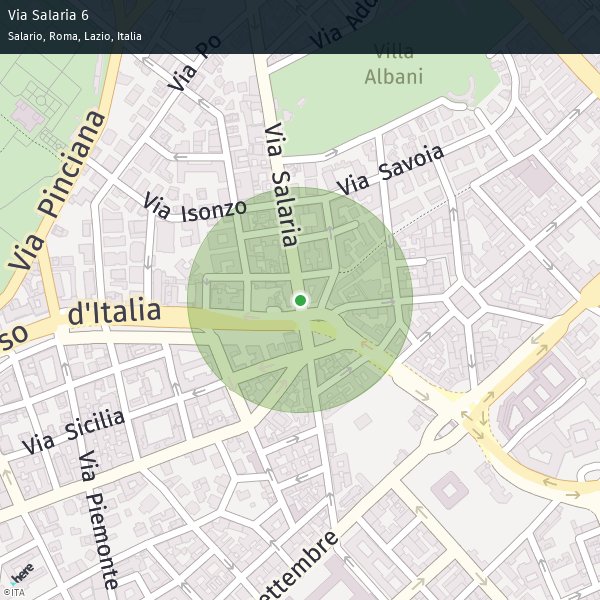 Via Salaria 6
Salario, Roma, Lazio, Italia
Via Po
Via Add
Villa
Albani
Via Pinciana
Via Salaria
Via Savoia
Via Isonzo
d'Italia
so
Via Sicilia
Via Piemonte
ettembre
here
©ITA